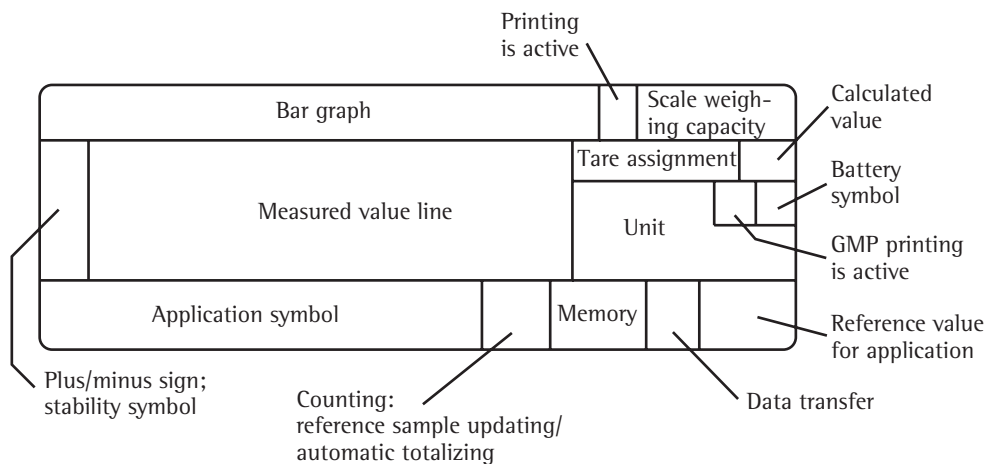 Printing
is active
Bar graph
Scale weigh-
ing capacity
Calculated
value
Tare assignment
Battery
symbol
Measured value line
Unit
GMP printing
is active
Application symbol
Memory
Reference value
for application
Plus/minus sign;
stability symbol
Counting:
reference sample updating/
automatic totalizing
Data transfer